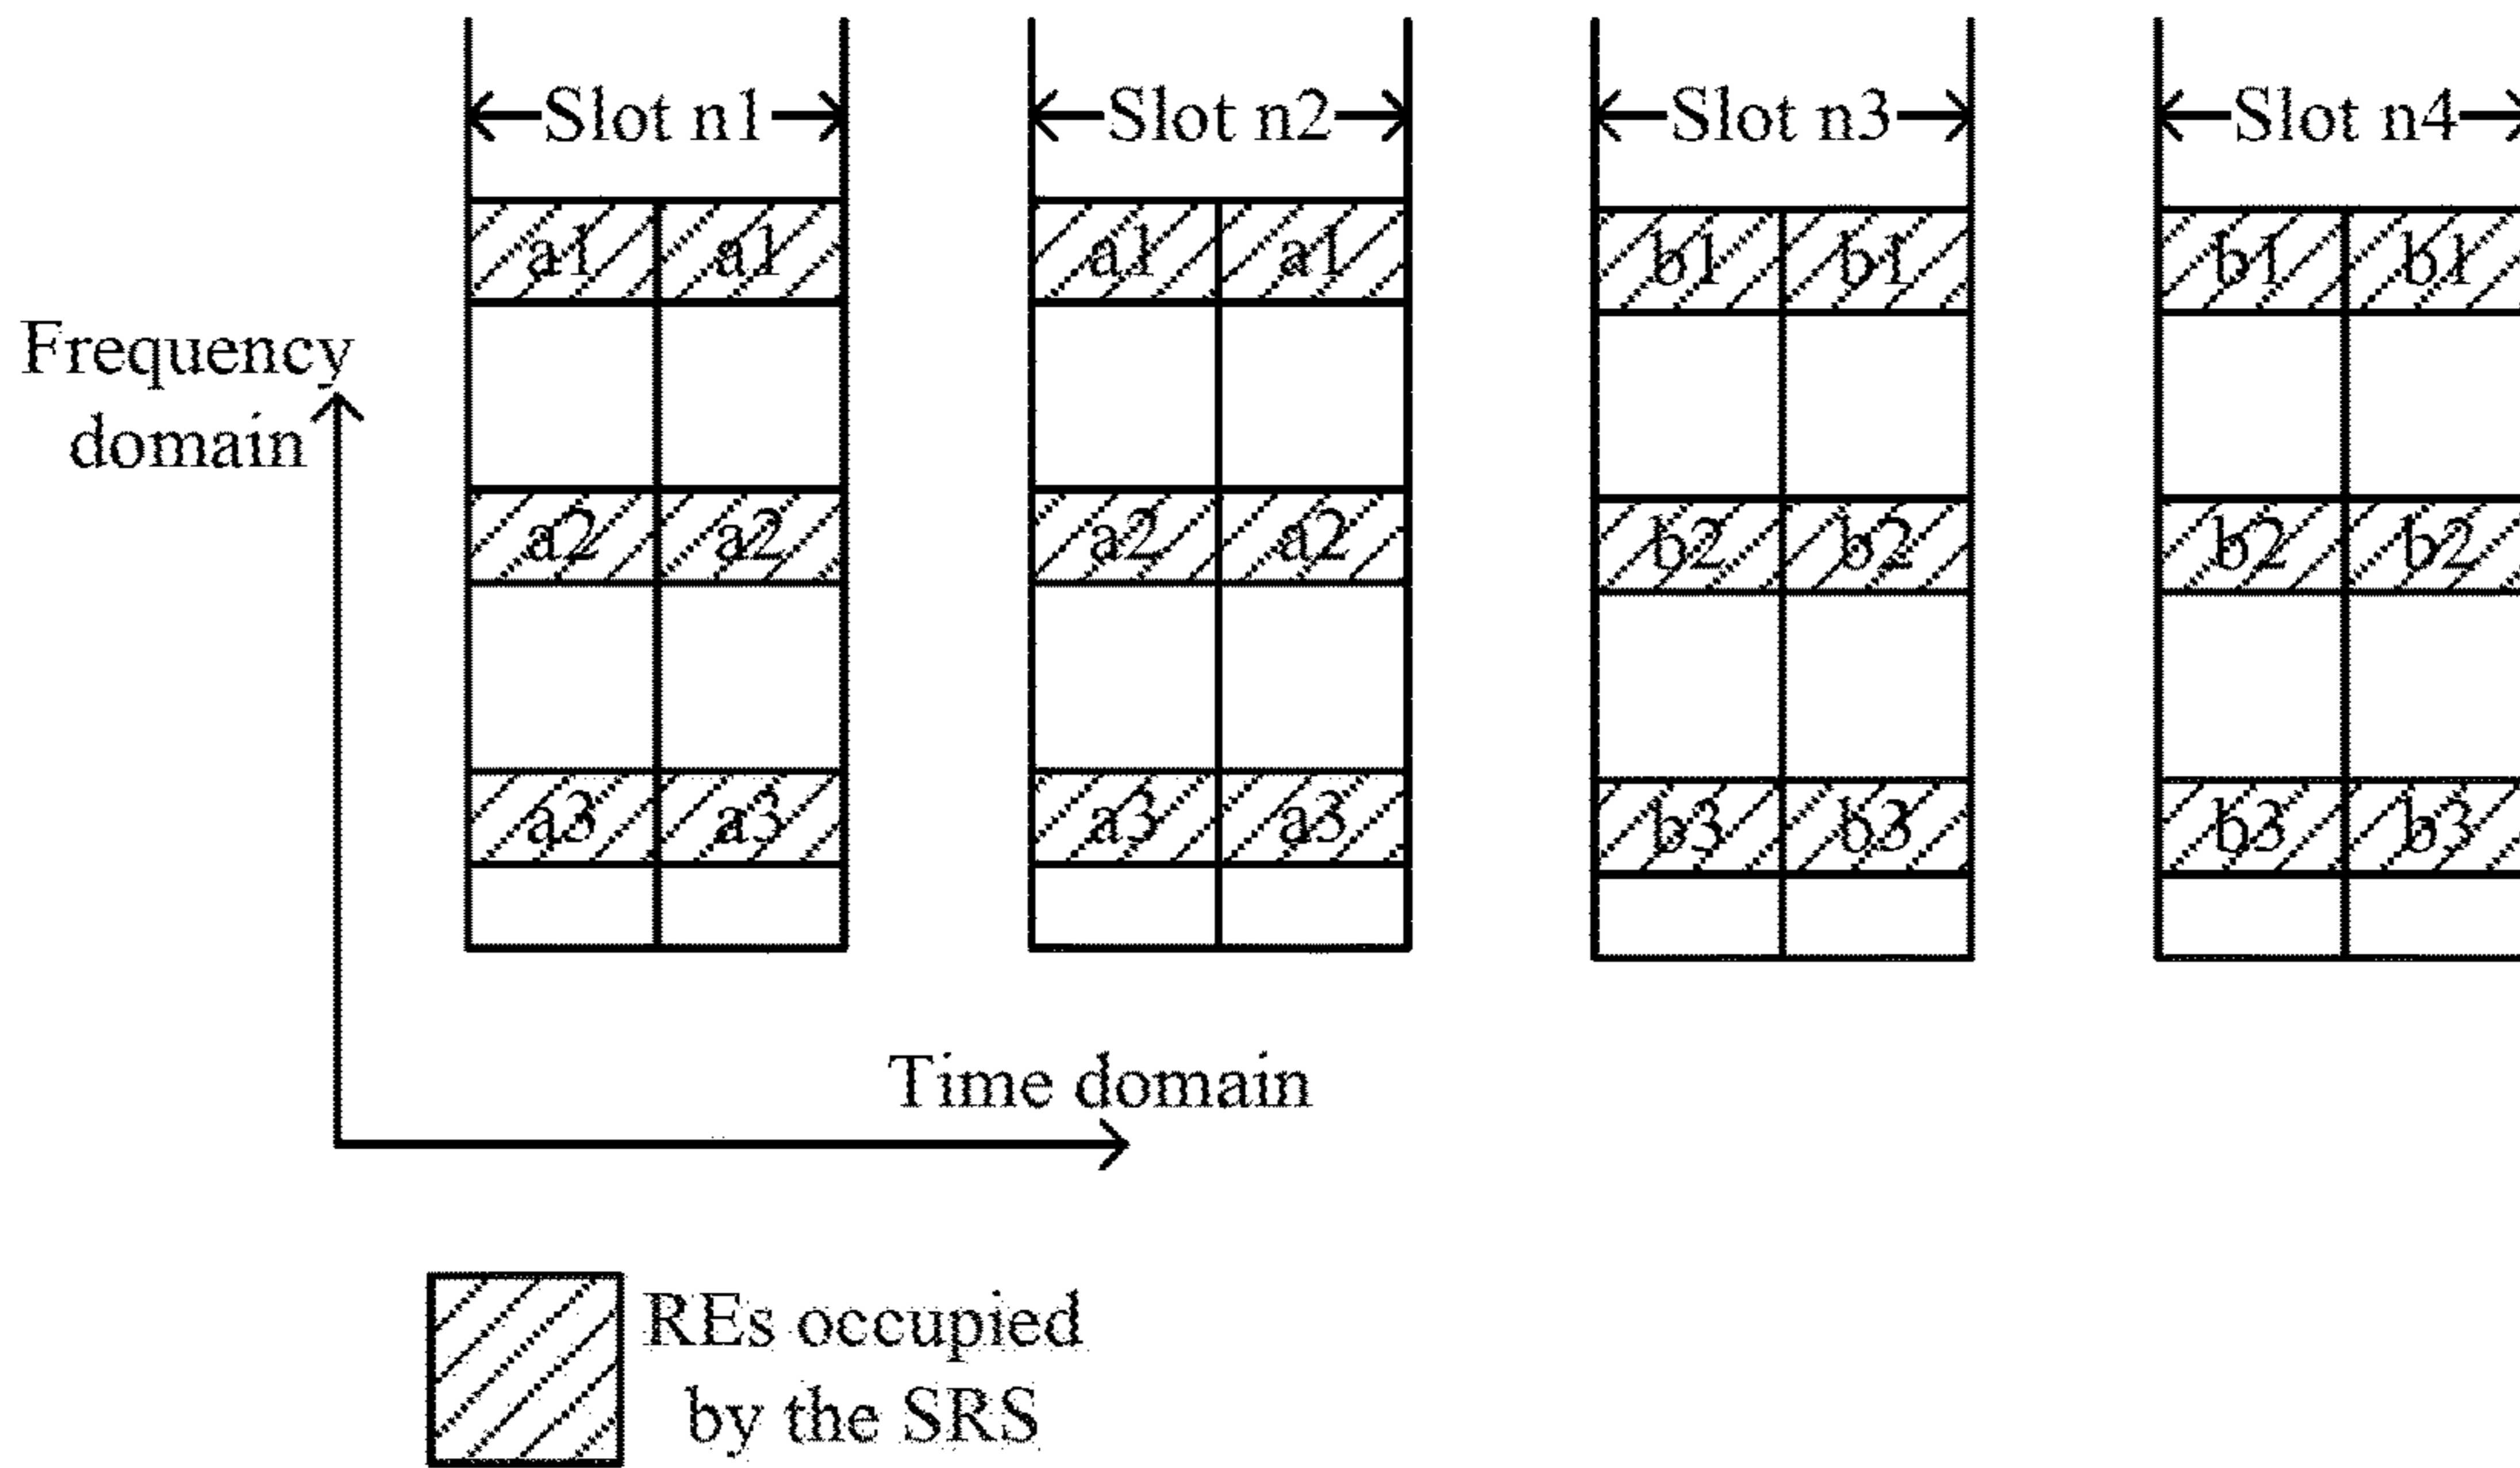 Slot n1 Slot n2 Slot n3 Slot n4
a1 a1 a1 a1 b1 b1 b1 b1
Frequency
domain
a2 a2 a2 a2 b2 b2 b2 b2
a3 a3 a3 a3 b3 b3 b3 b3
Time domain
REs occupied
by the SRS